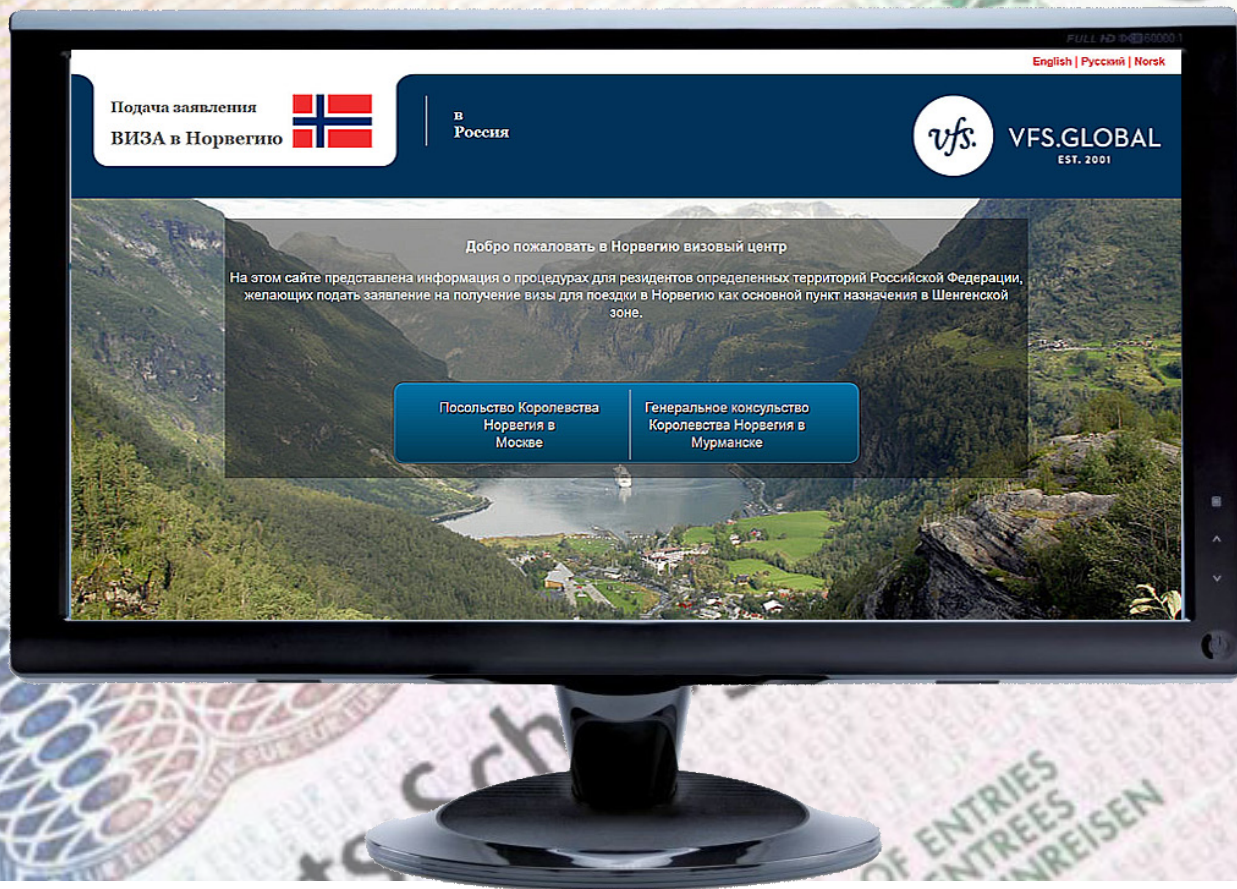 FULL HD
English | Русский | Norsk
Подача заявления
ВИЗА в Норвегию
в
Россия
vfs.
VFS.GLOBAL
EST. 2001
Добро пожаловать в Норвегию визовый центр
На этом сайте представлена информация о процедурах для резидентов определенных территорий Российской Федерации,
желающих подать заявление на получение визы для поездки в Норвегию как основной пункт назначения в Шенгенской
зоне.
Посольство Королевства
Норвегия в
Москве
Генеральное консульство
Королевства Норвегия в
Мурманске
OF ENTRIES
ENTREES